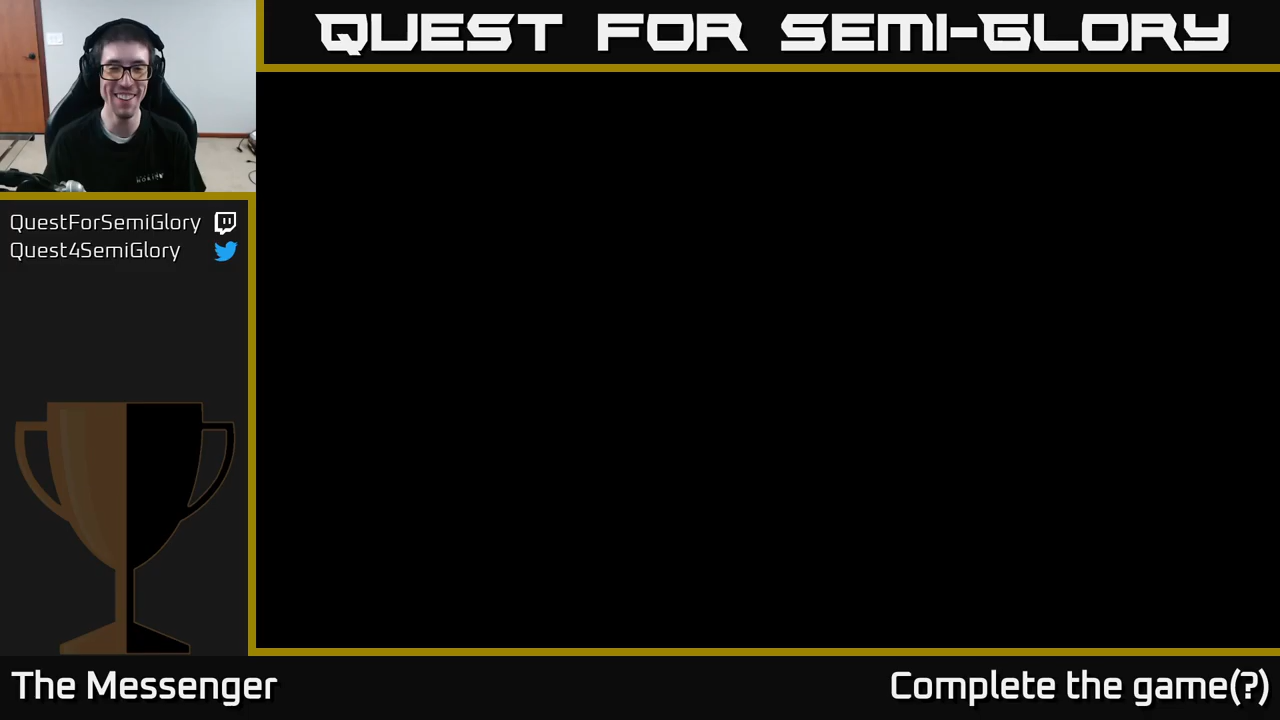 QUEST FOR SEMI-GLORY
QuestForSemiGlory
Quest4SemiGlory
The Messenger
Complete the game(?)